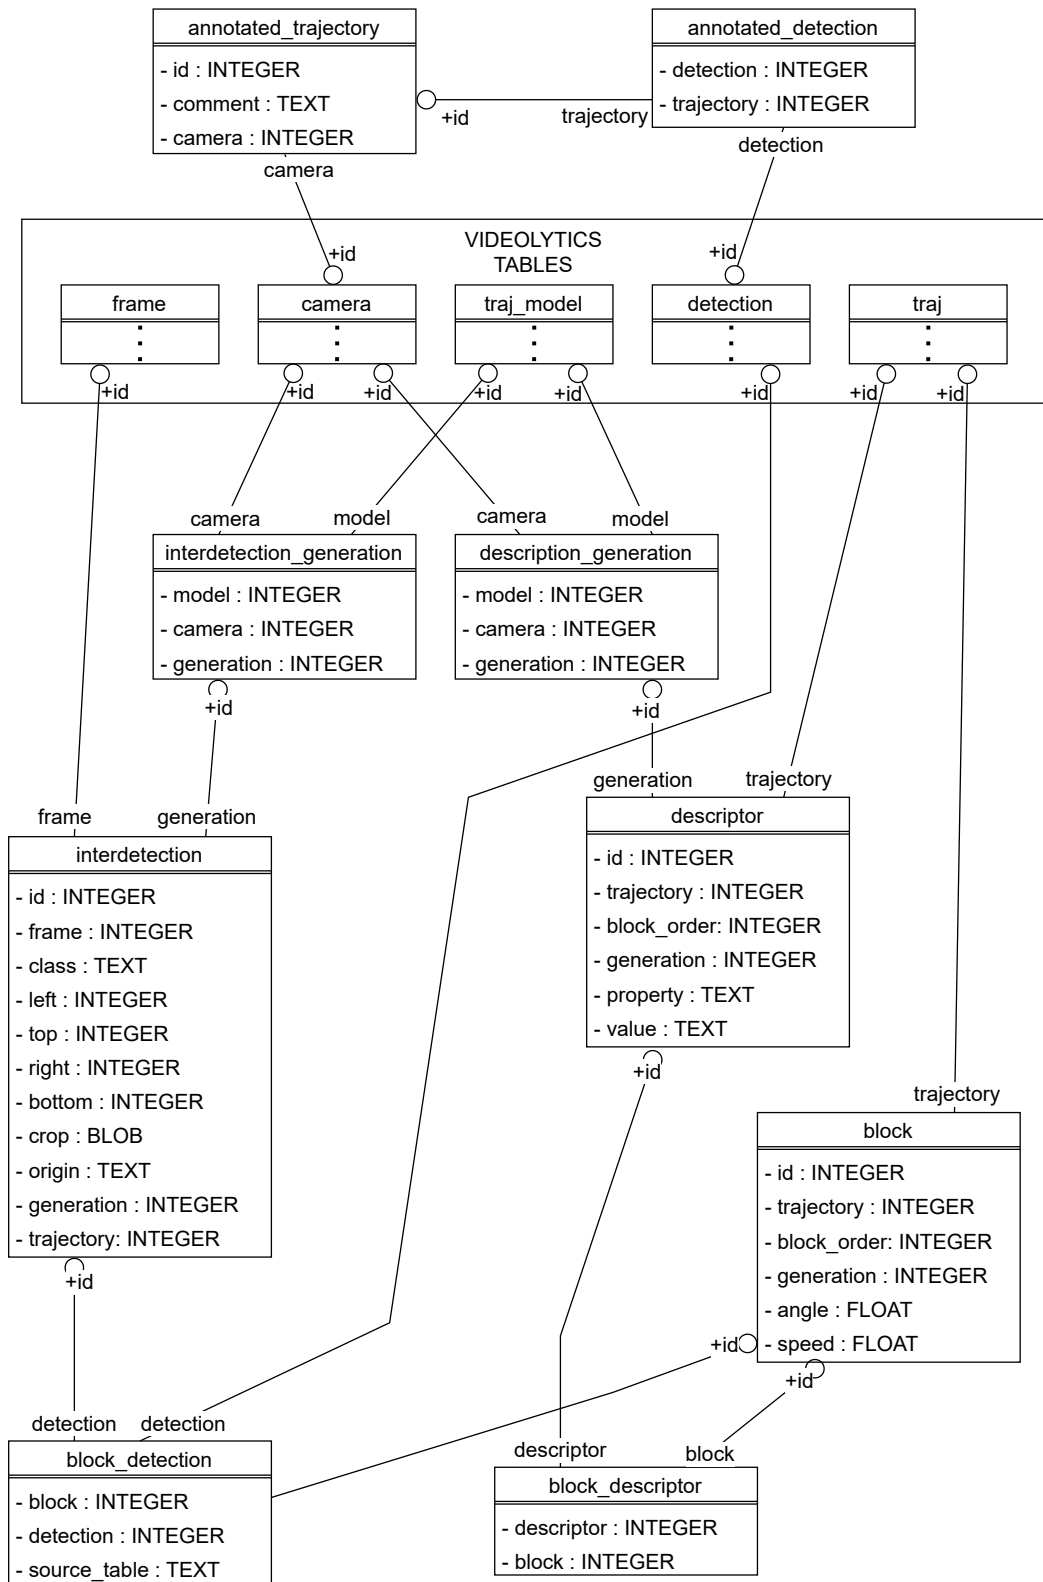 annotated_trajectory
- id : INTEGER
- comment : TEXT
- camera : INTEGER
annotated_detection
- detection : INTEGER
- trajectory : INTEGER
+id
trajectory
camera
detection
+id
VIDEOLYTICS
TABLES
+id
frame
camera
traj_model
detection
traj
+id
+id
+id
+id
+id
+id
+id
+id
camera
model
camera
model
interdetection_generation
- model : INTEGER
- camera : INTEGER
- generation : INTEGER
description_generation
- model : INTEGER
- camera : INTEGER
- generation : INTEGER
+id
+id
generation
trajectory
frame
generation
interdetection
- id : INTEGER
- frame : INTEGER
- class : TEXT
- left : INTEGER
- top : INTEGER
- right : INTEGER
- bottom : INTEGER
- crop : BLOB
- origin : TEXT
- generation : INTEGER
- trajectory: INTEGER
descriptor
- id : INTEGER
- trajectory : INTEGER
- block_order: INTEGER
- generation : INTEGER
- property : TEXT
- value : TEXT
+id
trajectory
block
- id : INTEGER
- trajectory : INTEGER
- block_order: INTEGER
- generation : INTEGER
- angle : FLOAT
- speed : FLOAT
+id
+id
+id
detection
detection
block_detection
- block : INTEGER
- detection : INTEGER
- source_table : TEXT
descriptor
block
block_descriptor
- descriptor : INTEGER
- block : INTEGER